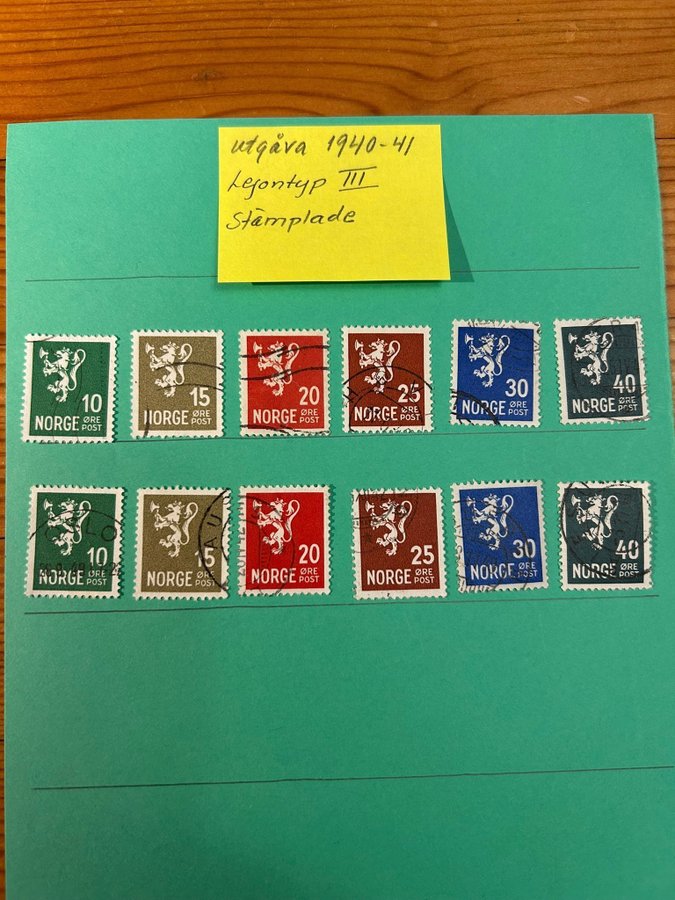 utgåva 1940-41
Lejontyp III
Stämplade
10 15 20 25 30 40
NORGE ØRE POST NORGE ØRE POST NORGE ØRE POST NORGE ØRE POST NORGE ØRE POST NORGE ØRE POST
10 15 20 25 30 40
NORGE ØRE POST NORGE ØRE POST NORGE ØRE POST NORGE ØRE POST NORGE ØRE POST NORGE ØRE POST